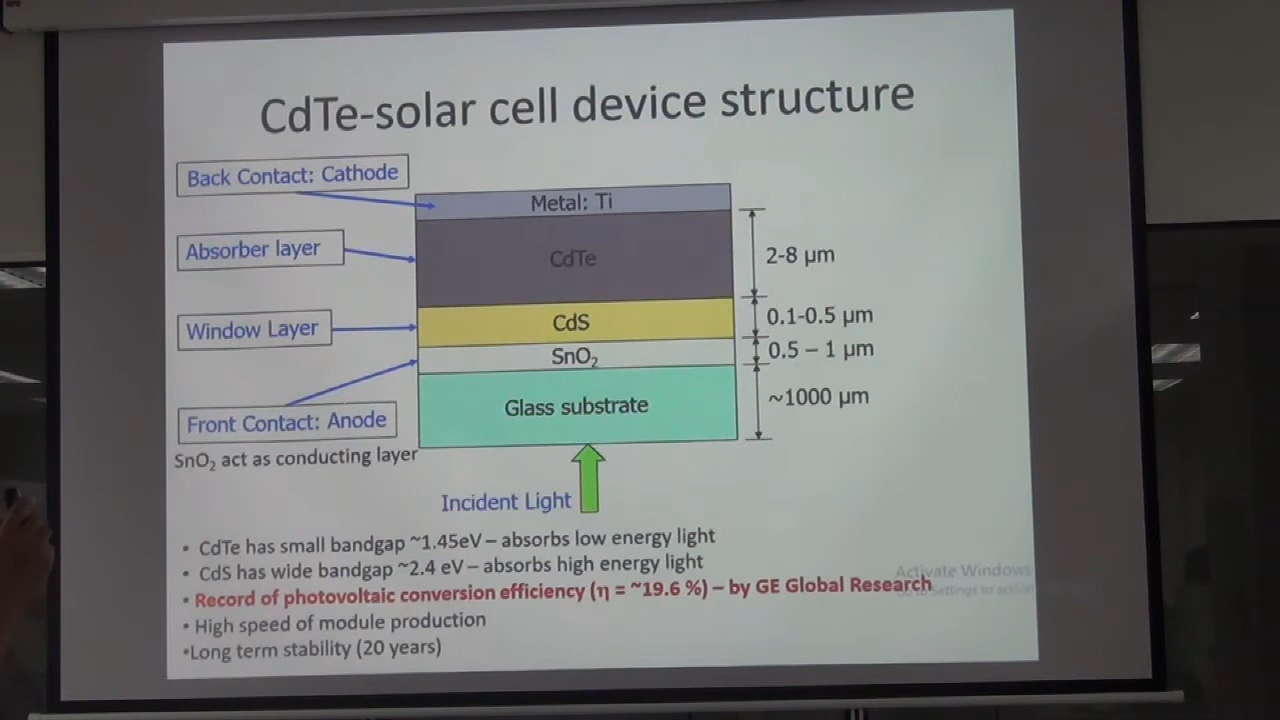 CdTe-solar cell device structure
Back Contact: Cathode
Metal: Ti
Absorber layer
CdTe
2-8 µm
Window Layer
CdS
0.1-0.5 µm
SnO₂
0.5 – 1 µm
Front Contact: Anode
Glass substrate
~1000 µm
SnO₂ act as conducting layer
Incident Light
• CdTe has small bandgap ~1.45eV – absorbs low energy light
• CdS has wide bandgap ~2.4 eV – absorbs high energy light
• Record of photovoltaic conversion efficiency (η = ~19.6 %) – by GE Global Research
• High speed of module production
•Long term stability (20 years)
Activate Windows
Settings to